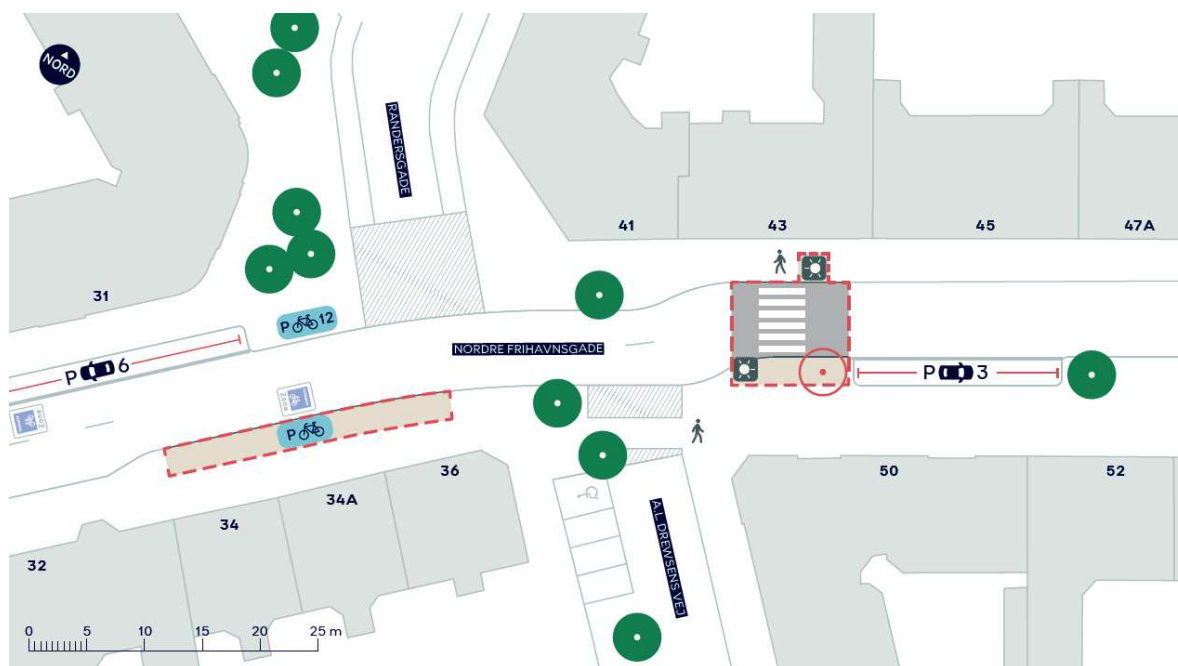 NORD
RANDERSGADE
41
43
45
47A
31
P 12
NORDRE FRIHAVNSGADE
P 6
P 3
Zone
P
36
50
52
34A
34
32
A.L. DREWSENS VEJ
0 5 10 15 20 25 m